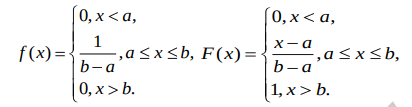 f(x) = { 0, x < a, 1/(b−a), a ≤ x ≤ b, 0, x > b. F(x) = { 0, x < a, (x−a)/(b−a), a ≤ x ≤ b, 1, x > b.